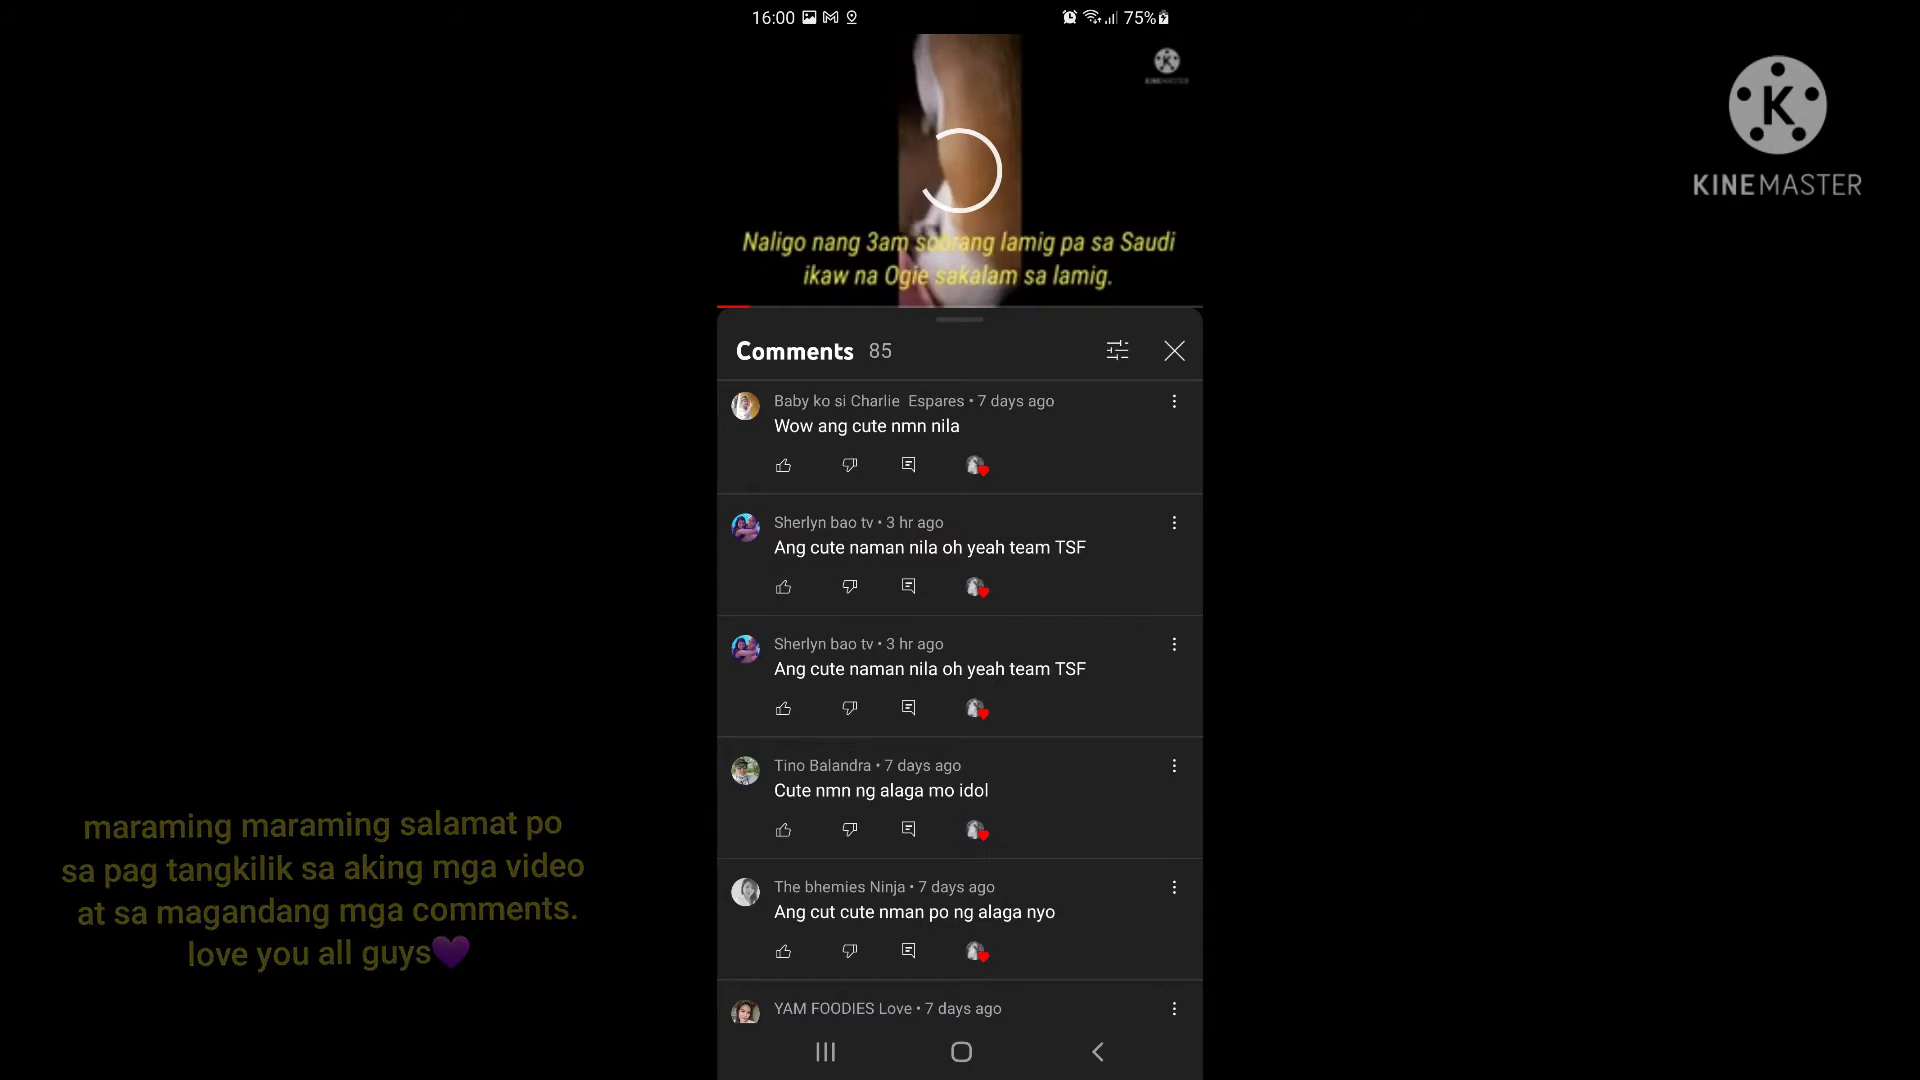 16:00
75%
KINEMASTER
K
KINEMASTER
Naligo nang 3am sobrang lamig pa sa Saudi
ikaw na Ogie sakalam sa lamig.
Comments 85
Baby ko si Charlie Espares • 7 days ago
Wow ang cute nmn nila
Sherlyn bao tv • 3 hr ago
Ang cute naman nila oh yeah team TSF
Sherlyn bao tv • 3 hr ago
Ang cute naman nila oh yeah team TSF
Tino Balandra • 7 days ago
Cute nmn ng alaga mo idol
The bhemies Ninja • 7 days ago
Ang cut cute nman po ng alaga nyo
YAM FOODIES Love • 7 days ago
maraming maraming salamat po
sa pag tangkilik sa aking mga video
at sa magandang mga comments.
love you all guys💜